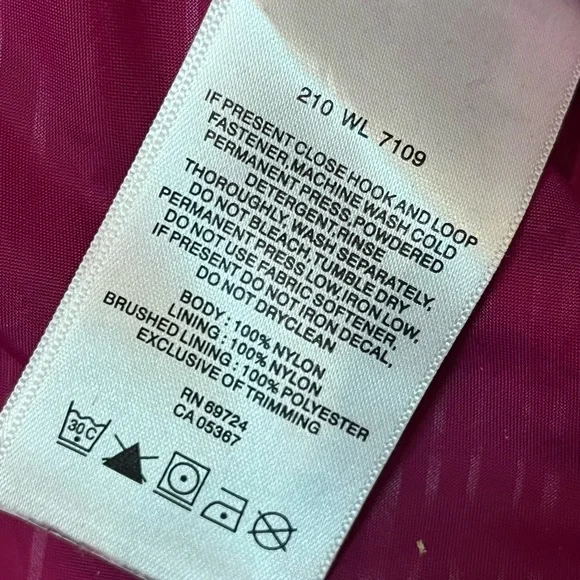 210 WL 7109
IF PRESENT CLOSE HOOK AND LOOP
FASTENER, MACHINE WASH COLD
PERMANENT PRESS, POWDERED
DETERGENT, RINSE
THOROUGHLY, WASH SEPARATELY,
DO NOT BLEACH, TUMBLE DRY
PERMANENT PRESS LOW, IRON LOW,
DO NOT USE FABRIC SOFTENER,
IF PRESENT DO NOT IRON DECAL,
DO NOT DRYCLEAN
BODY : 100% NYLON
LINING : 100% NYLON
BRUSHED LINING : 100% POLYESTER
EXCLUSIVE OF TRIMMING
RN 69724
CA 05367
30 C